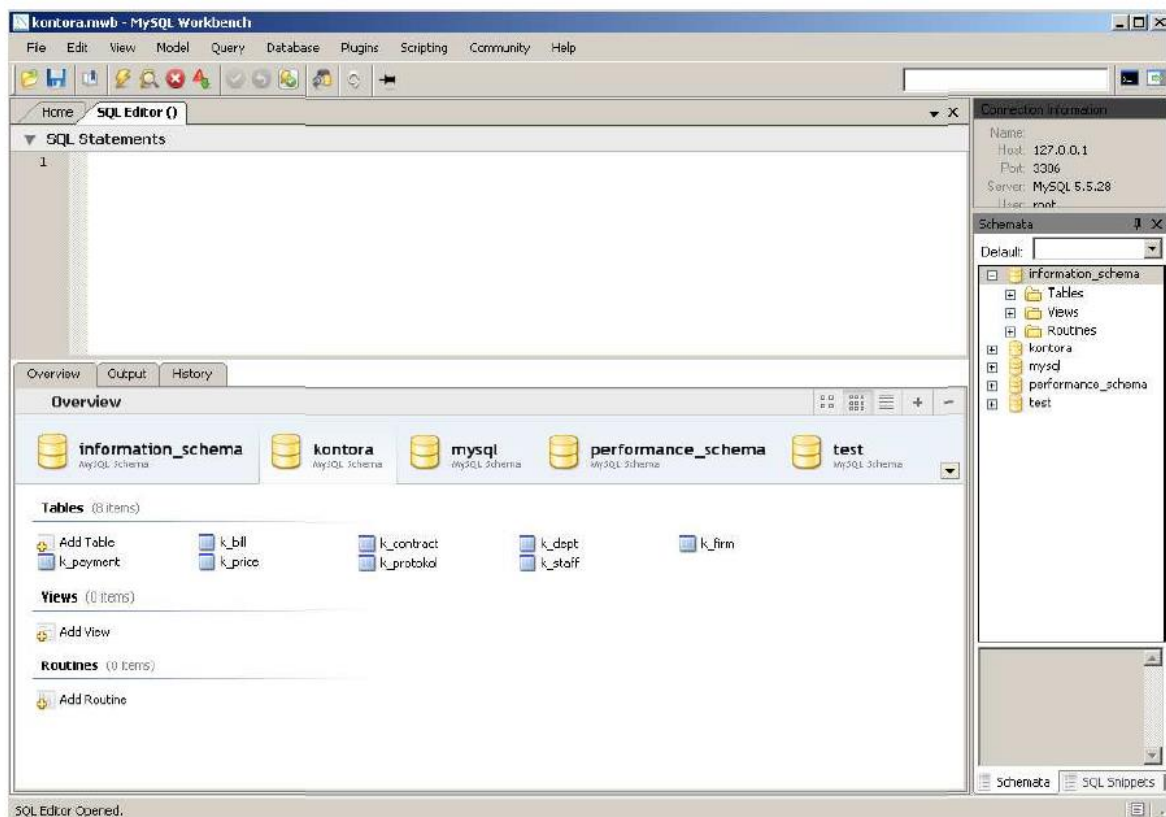 kontora.mwb - MySQL Workbench
File Edit View Model Query Database Plugins Scripting Community Help
Home SQL Editor ()
SQL Statements
1
Connection Information
Name:
Host: 127.0.0.1
Port: 3306
Server: MySQL 5.5.28
User: root
Schemata
Default:
information_schema
Tables
Views
Routines
kontora
mysql
performance_schema
test
Overview Output History
Overview
information_schema kontora mysql performance_schema test
MySQL Schema MySQL Schema MySQL Schema MySQL Schema MySQL Schema
Tables (8 items)
Add Table k_bill k_contract k_dept k_firm
k_payment k_price k_protokol k_staff
Views (0 items)
Add View
Routines (0 items)
Add Routine
Schemata SQL Snippets
SQL Editor Opened.